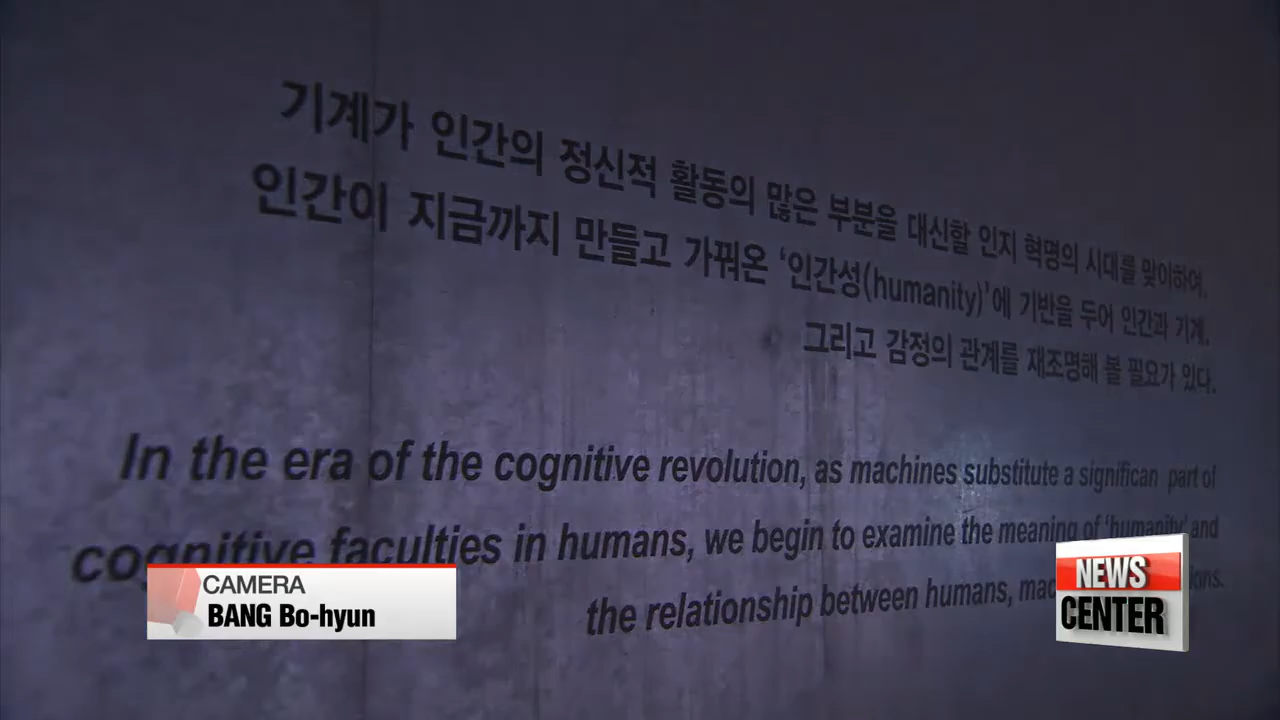 기계가 인간의 정신적 활동의 많은 부분을 대신할 인지 혁명의 시대를 맞이하여,
인간이 지금까지 만들고 가꿔온 ‘인간성(humanity)’에 기반을 두어 인간과 기계,
그리고 감정의 관계를 재조명해 볼 필요가 있다.
In the era of the cognitive revolution, as machines substitute a significan part of
cognitive faculties in humans, we begin to examine the meaning of ‘humanity’ and
the relationship between humans,
CAMERA
BANG Bo-hyun
NEWS
CENTER